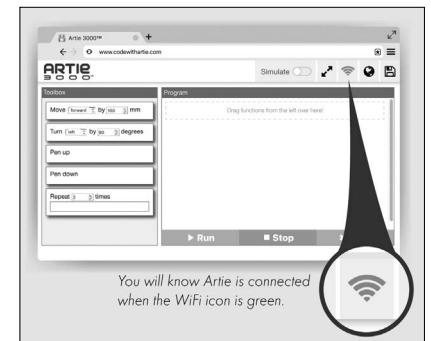 Artie 3000™
www.codewithartie.com
ARTIE
3000
Simulate
Toolbox
Program
Move forward by 100 mm
Drag functions from the left over here!
Turn left by 90 degrees
Pen up
Pen down
Repeat 3 times
Run
Stop
You will know Artie is connected
when the WiFi icon is green.